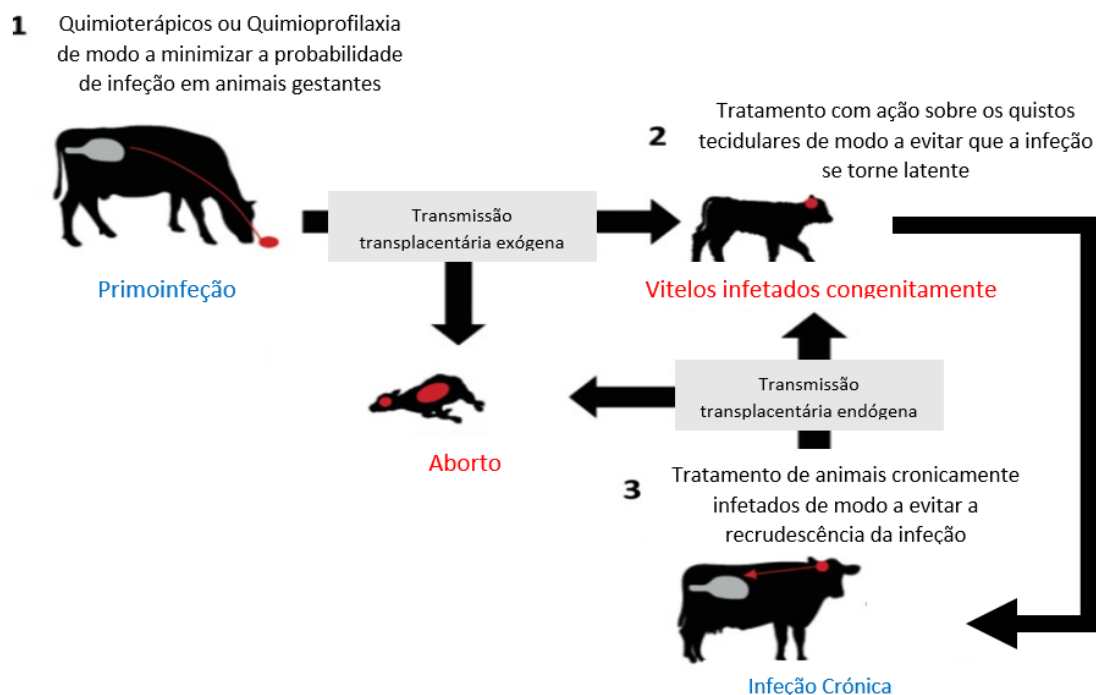 1
Quimioterápicos ou Quimioprofilaxia
de modo a minimizar a probabilidade
de infeção em animais gestantes
2
Tratamento com ação sobre os quistos
tecidulares de modo a evitar que a infeção
se torne latente
Transmissão
transplacentária exógena
Primoinfeção
Vitelos infetados congenitamente
Transmissão
transplacentária endógena
Aborto
3
Tratamento de animais cronicamente
infetados de modo a evitar a
recrudescência da infeção
Infeção Crónica